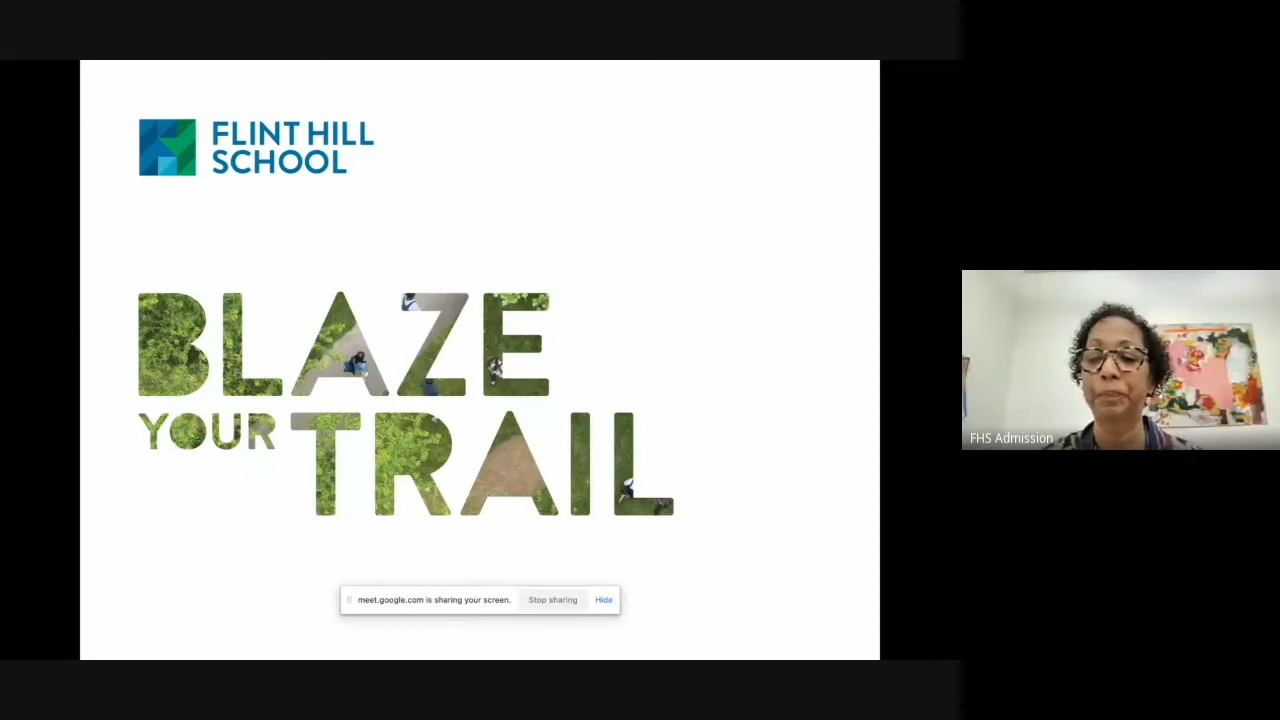 FLINT HILL
SCHOOL
BLAZE
YOUR TRAIL
meet.google.com is sharing your screen. Stop sharing Hide
FHS Admission